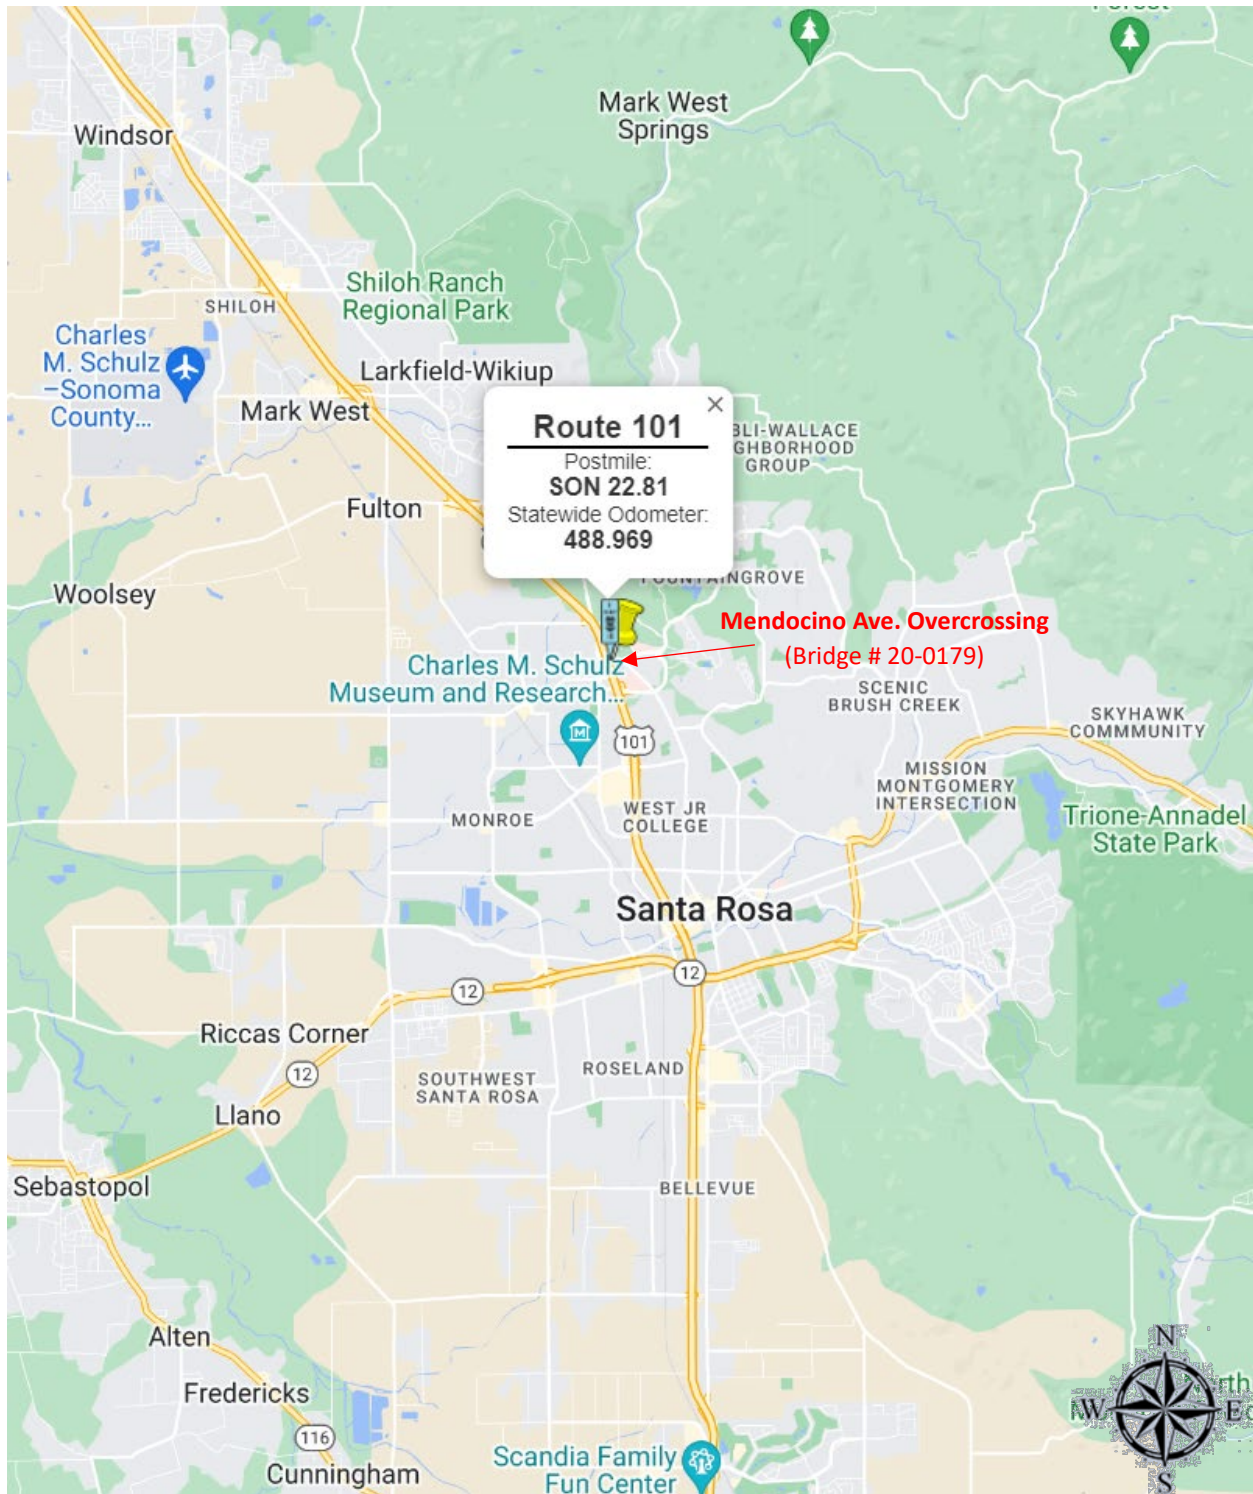 Forest
Mark West
Springs
Windsor
Shiloh Ranch
Regional Park
SHILOH
Charles
M. Schulz
–Sonoma
County...
Larkfield-Wikiup
Mark West
Route 101
Postmile:
SON 22.81
Statewide Odometer:
488.969
BLI-WALLACE
GHBORHOOD
GROUP
Fulton
FOUNTAINGROVE
Woolsey
Mendocino Ave. Overcrossing
(Bridge # 20-0179)
Charles M. Schulz
Museum and Research...
SCENIC
BRUSH CREEK
SKYHAWK
COMMMUNITY
101
MISSION
MONTGOMERY
INTERSECTION
WEST JR
COLLEGE
MONROE
Trione-Annadel
State Park
Santa Rosa
12
12
Riccas Corner
12
ROSELAND
SOUTHWEST
SANTA ROSA
Llano
Sebastopol
BELLEVUE
Alten
Fredericks
116
Cunningham
Scandia Family
Fun Center
N
W
E
S